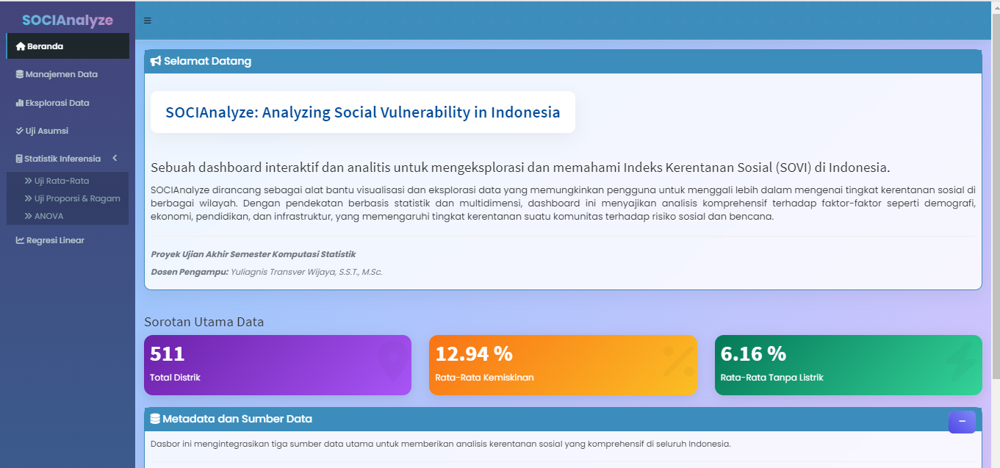 SOCIAnalyze
Beranda
Manajemen Data
Eksplorasi Data
Uji Asumsi
Statistik Inferensia
Uji Rata-Rata
Uji Proporsi & Ragam
ANOVA
Regresi Linear
Selamat Datang
SOCIAnalyze: Analyzing Social Vulnerability in Indonesia
Sebuah dashboard interaktif dan analitis untuk mengeksplorasi dan memahami Indeks Kerentanan Sosial (SOVI) di Indonesia.
SOCIAnalyze dirancang sebagai alat bantu visualisasi dan eksplorasi data yang memungkinkan pengguna untuk menggali lebih dalam mengenai tingkat kerentanan sosial di
berbagai wilayah. Dengan pendekatan berbasis statistik dan multidimensi, dashboard ini menyajikan analisis komprehensif terhadap faktor-faktor seperti demografi,
ekonomi, pendidikan, dan infrastruktur, yang memengaruhi tingkat kerentanan suatu komunitas terhadap risiko sosial dan bencana.
Proyek Ujian Akhir Semester Komputasi Statistik
Dosen Pengampu: Yuliagnis Transver Wijaya, S.S.T., M.Sc.
Sorotan Utama Data
511
Total Distrik
12.94 %
Rata-Rata Kemiskinan
6.16 %
Rata-Rata Tanpa Listrik
Metadata dan Sumber Data
Dasbor ini mengintegrasikan tiga sumber data utama untuk memberikan analisis kerentanan sosial yang komprehensif di seluruh Indonesia.